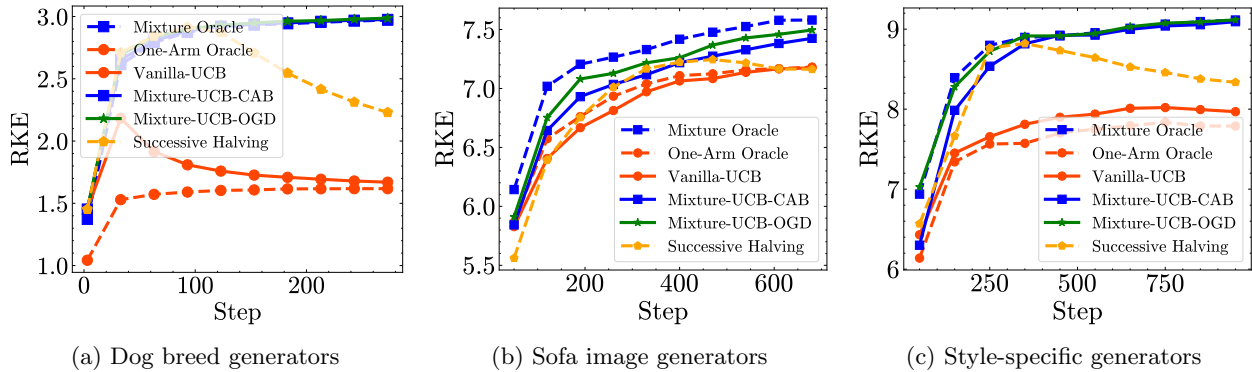 3.0
2.5
2.0
1.5
1.0
RKE
0
100
200
Step
Mixture Oracle
One-Arm Oracle
Vanilla-UCB
Mixture-UCB-CAB
Mixture-UCB-OGD
Successive Halving
(a) Dog breed generators
7.5
7.0
6.5
6.0
5.5
RKE
200
400
600
Step
Mixture Oracle
One-Arm Oracle
Vanilla-UCB
Mixture-UCB-CAB
Mixture-UCB-OGD
Successive Halving
(b) Sofa image generators
9
8
7
6
RKE
250
500
750
Step
Mixture Oracle
One-Arm Oracle
Vanilla-UCB
Mixture-UCB-CAB
Mixture-UCB-OGD
Successive Halving
(c) Style-specific generators